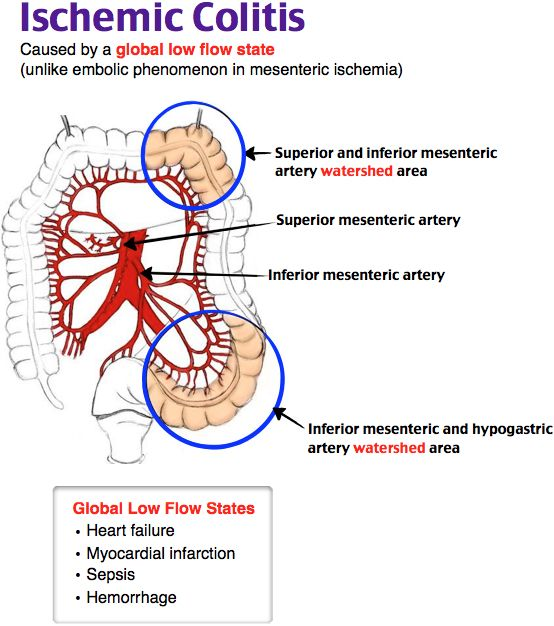 Ischemic Colitis
Caused by a global low flow state
(unlike embolic phenomenon in mesenteric ischemia)
Superior and inferior mesenteric
artery watershed area
Superior mesenteric artery
Inferior mesenteric artery
Inferior mesenteric and hypogastric
artery watershed area
Global Low Flow States
• Heart failure
• Myocardial infarction
• Sepsis
• Hemorrhage